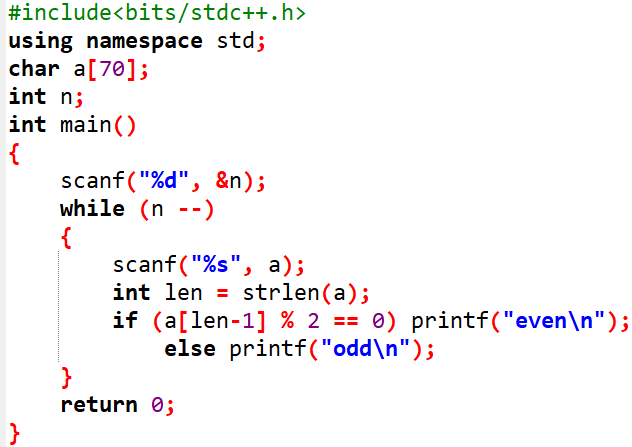 #include<bits/stdc++.h>
using namespace std;
char a[70];
int n;
int main()
{
    scanf("%d", &n);
    while (n --)
    {
        scanf("%s", a);
        int len = strlen(a);
        if (a[len-1] % 2 == 0) printf("even\n");
            else printf("odd\n");
    }
    return 0;
}